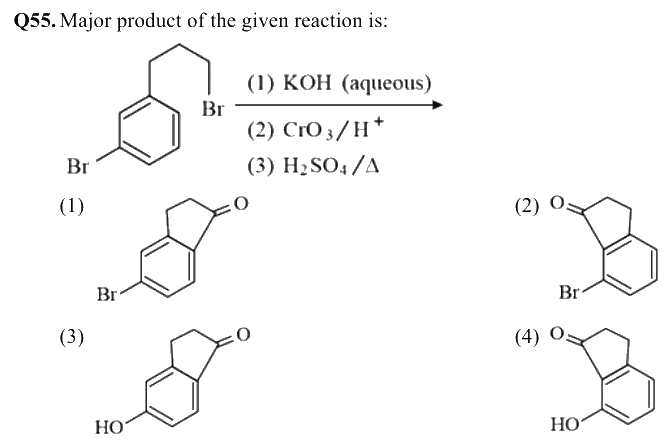 Q55. Major product of the given reaction is:
Br
Br
(1) KOH (aqueous)
(2) CrO₃/H⁺
(3) H₂SO₄/Δ
(1)
O
Br
(2)
O
Br
(3)
O
HO
(4)
O
HO